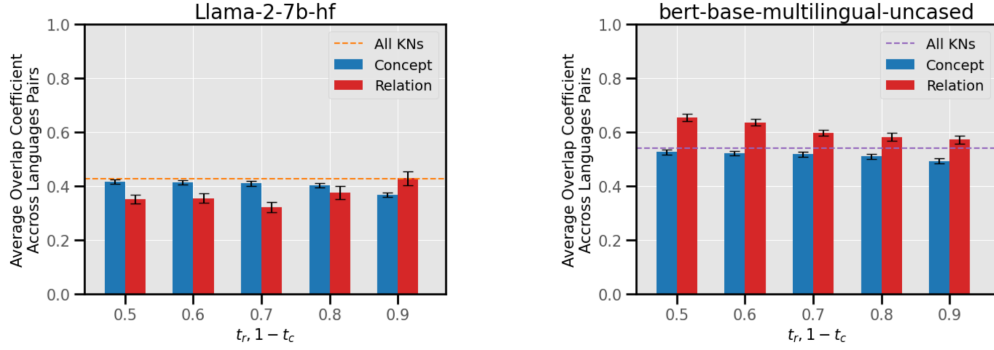 Llama-2-7b-hf
Average Overlap Coefficient
Accross Languages Pairs
1.0
0.8
0.6
0.4
0.2
0.0
All KNs
Concept
Relation
0.5 0.6 0.7 0.8 0.9
t_r, 1 − t_c
bert-base-multilingual-uncased
Average Overlap Coefficient
Accross Languages Pairs
1.0
0.8
0.6
0.4
0.2
0.0
All KNs
Concept
Relation
0.5 0.6 0.7 0.8 0.9
t_r, 1 − t_c